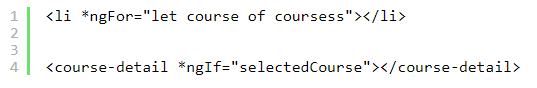 1 <li *ngFor="let course of coursess"></li>
2
3
4 <course-detail *ngIf="selectedCourse"></course-detail>